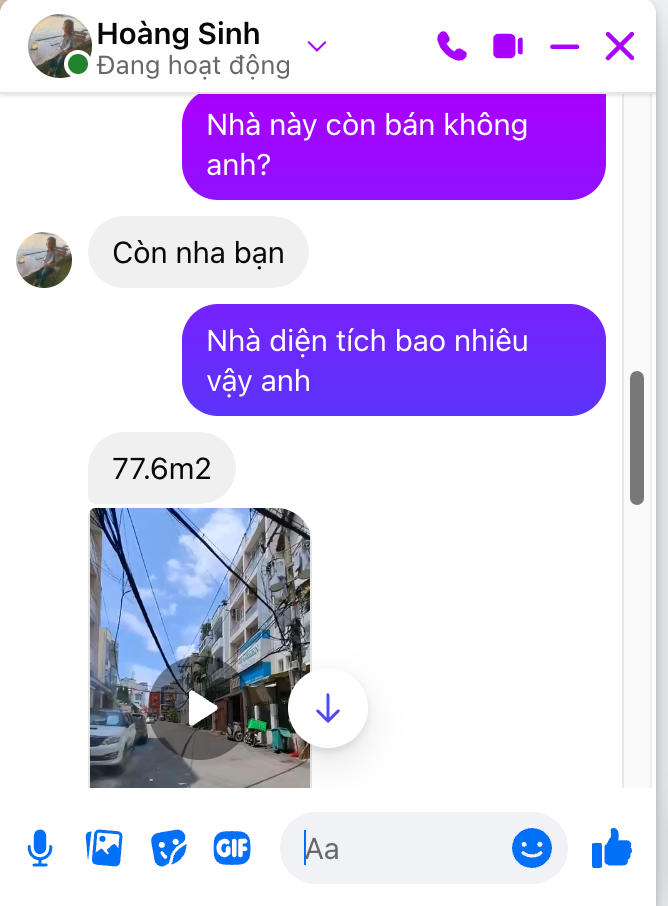 Hoàng Sinh
Đang hoạt động
Nhà này còn bán không
anh?
Còn nha bạn
Nhà diện tích bao nhiêu
vậy anh
77.6m2
GIF
Aa